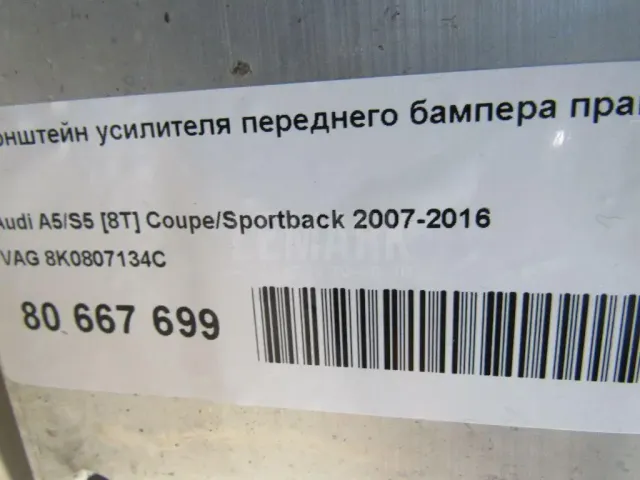 онштейн усилителя переднего бампера пра
Audi A5/S5 [8T] Coupe/Sportback 2007-2016
VAG 8K0807134C
80 667 699